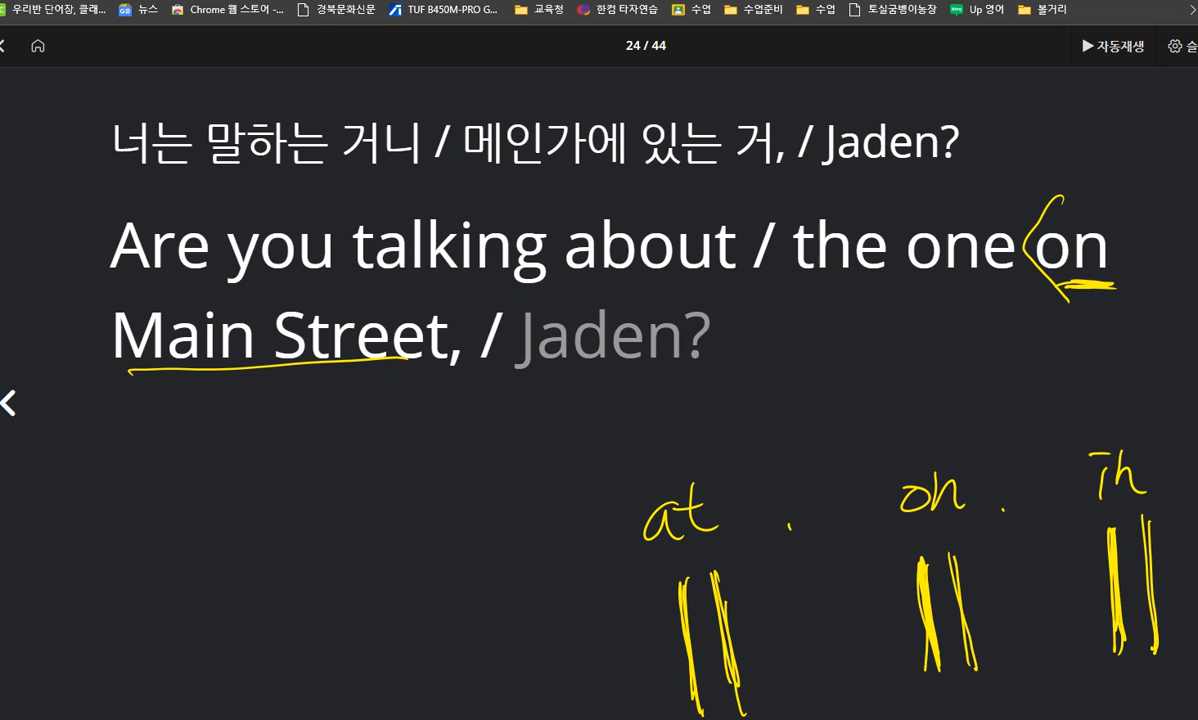 우리반 단어장, 클래... 뉴스 Chrome 웹 스토어 -... 경북문화신문 TUF B450M-PRO G... 교육청 한컴 타자연습 수업 수업준비 수업 토실굼벵이농장 Up 영어 볼거리
24 / 44 ▶ 자동재생 슬
너는 말하는 거니 / 메인가에 있는 거, / Jaden?
Are you talking about / the one on
Main Street, / Jaden?
at . on . in